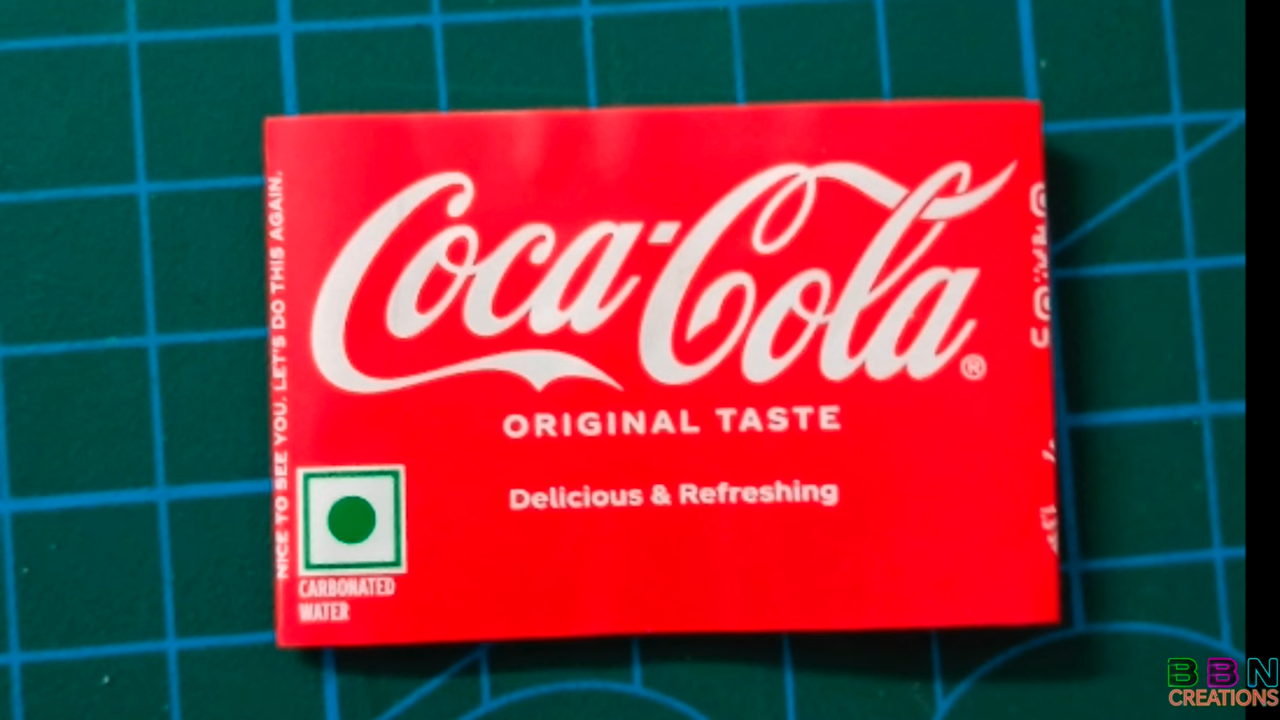 NICE TO SEE YOU. LET'S DO THIS AGAIN.
Coca-Cola®
ORIGINAL TASTE
Delicious & Refreshing
CARBONATED
WATER
BBN
CREATIONS